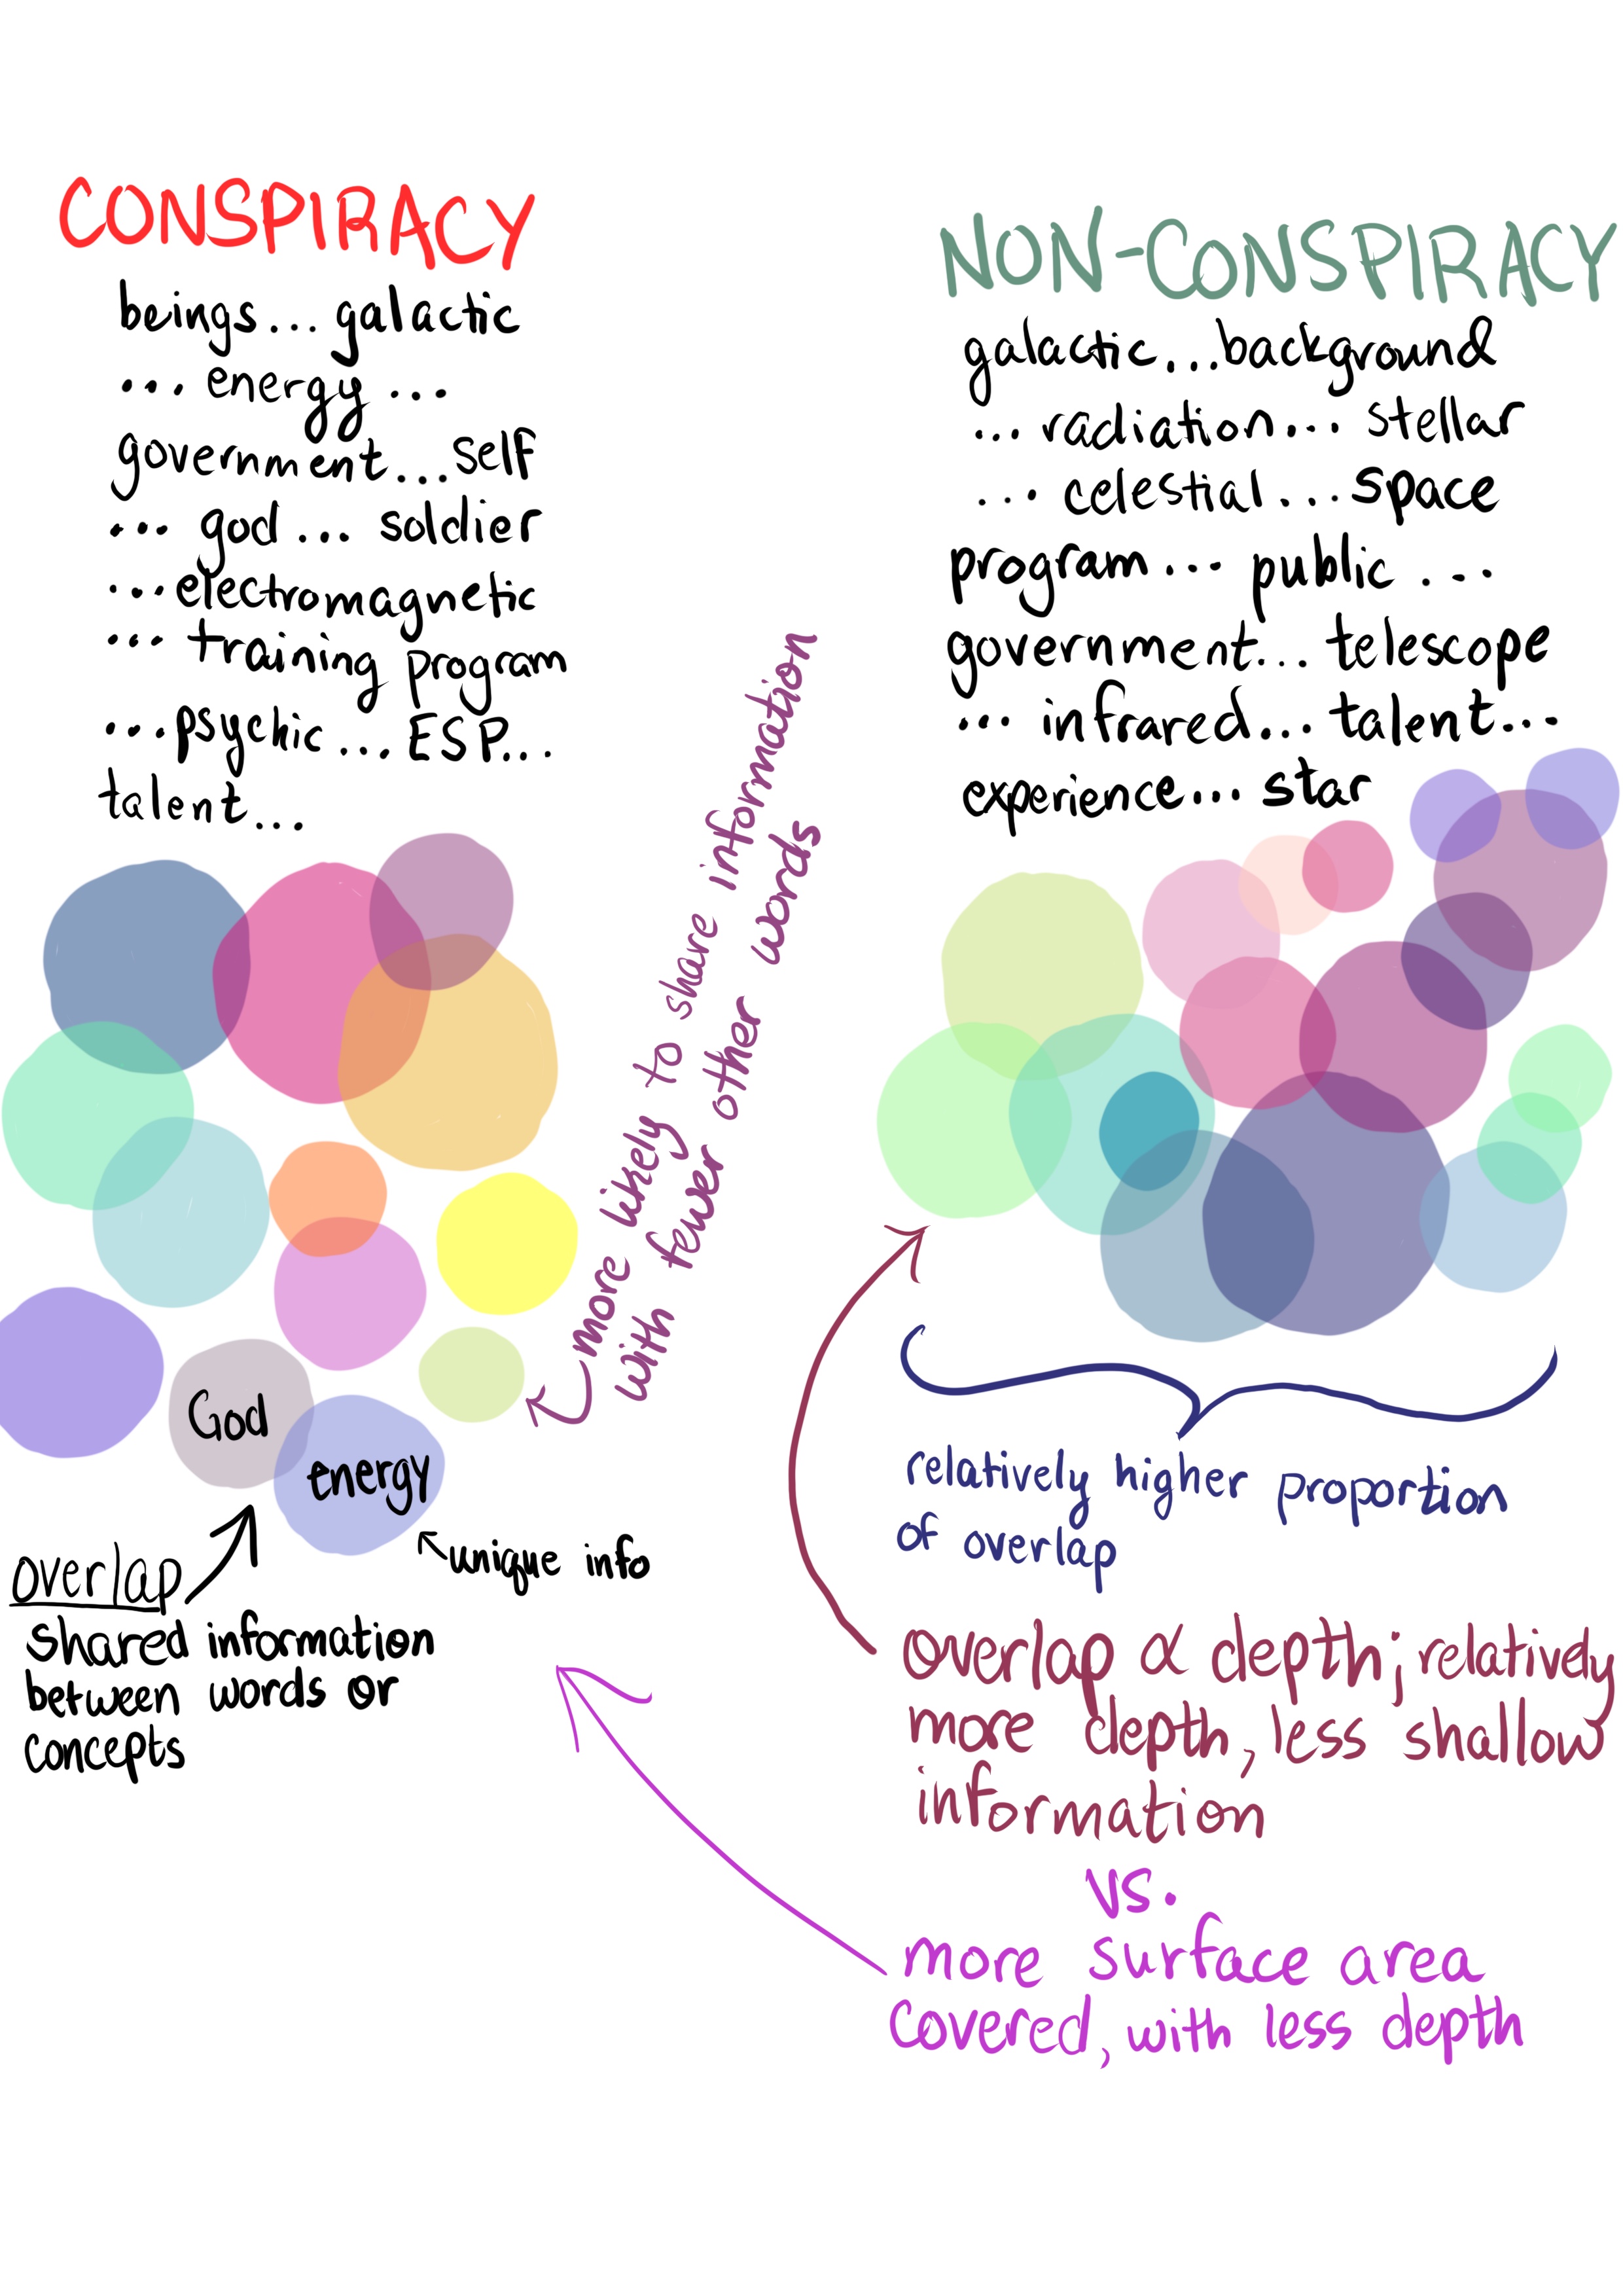 CONSPIRACY
beings... galactic
... energy ...
government... self
... god... soldier
... electromagnetic
... training program
... psychic... ESP...
talent...
more likely to share information
with fewer other words
God
energy
overlap
unique info
shared information
between words or
concepts
NON-CONSPIRACY
galactic...background
... radiation... stellar
... celestial... space
program... public ...
government... telescope
... infrared... talent...
experience... star
relatively higher proportion
of overlap
overlap α depth; relatively
more depth, less shallow
information
vs.
more surface area
covered, with less depth